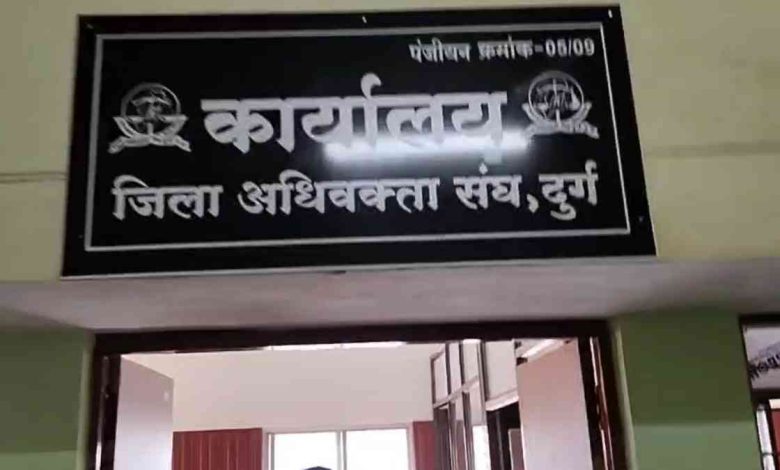 पंजीयन क्रमांक=05/09
कार्यालय
जिला अधिवक्ता संघ, दुर्ग